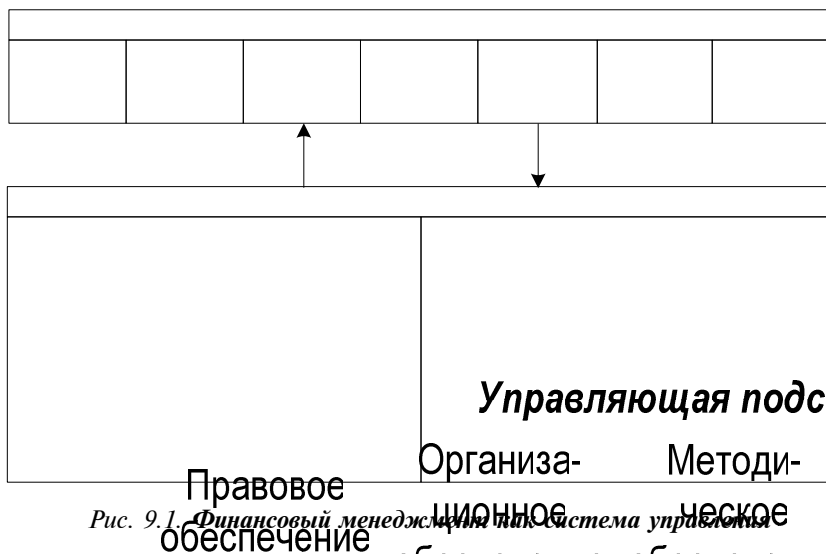 Управляющая подс
Организа-
ционное
Методи-
ческое
Правовое
обеспечение
Рис. 9.1. Финансовый менеджмент как система управления